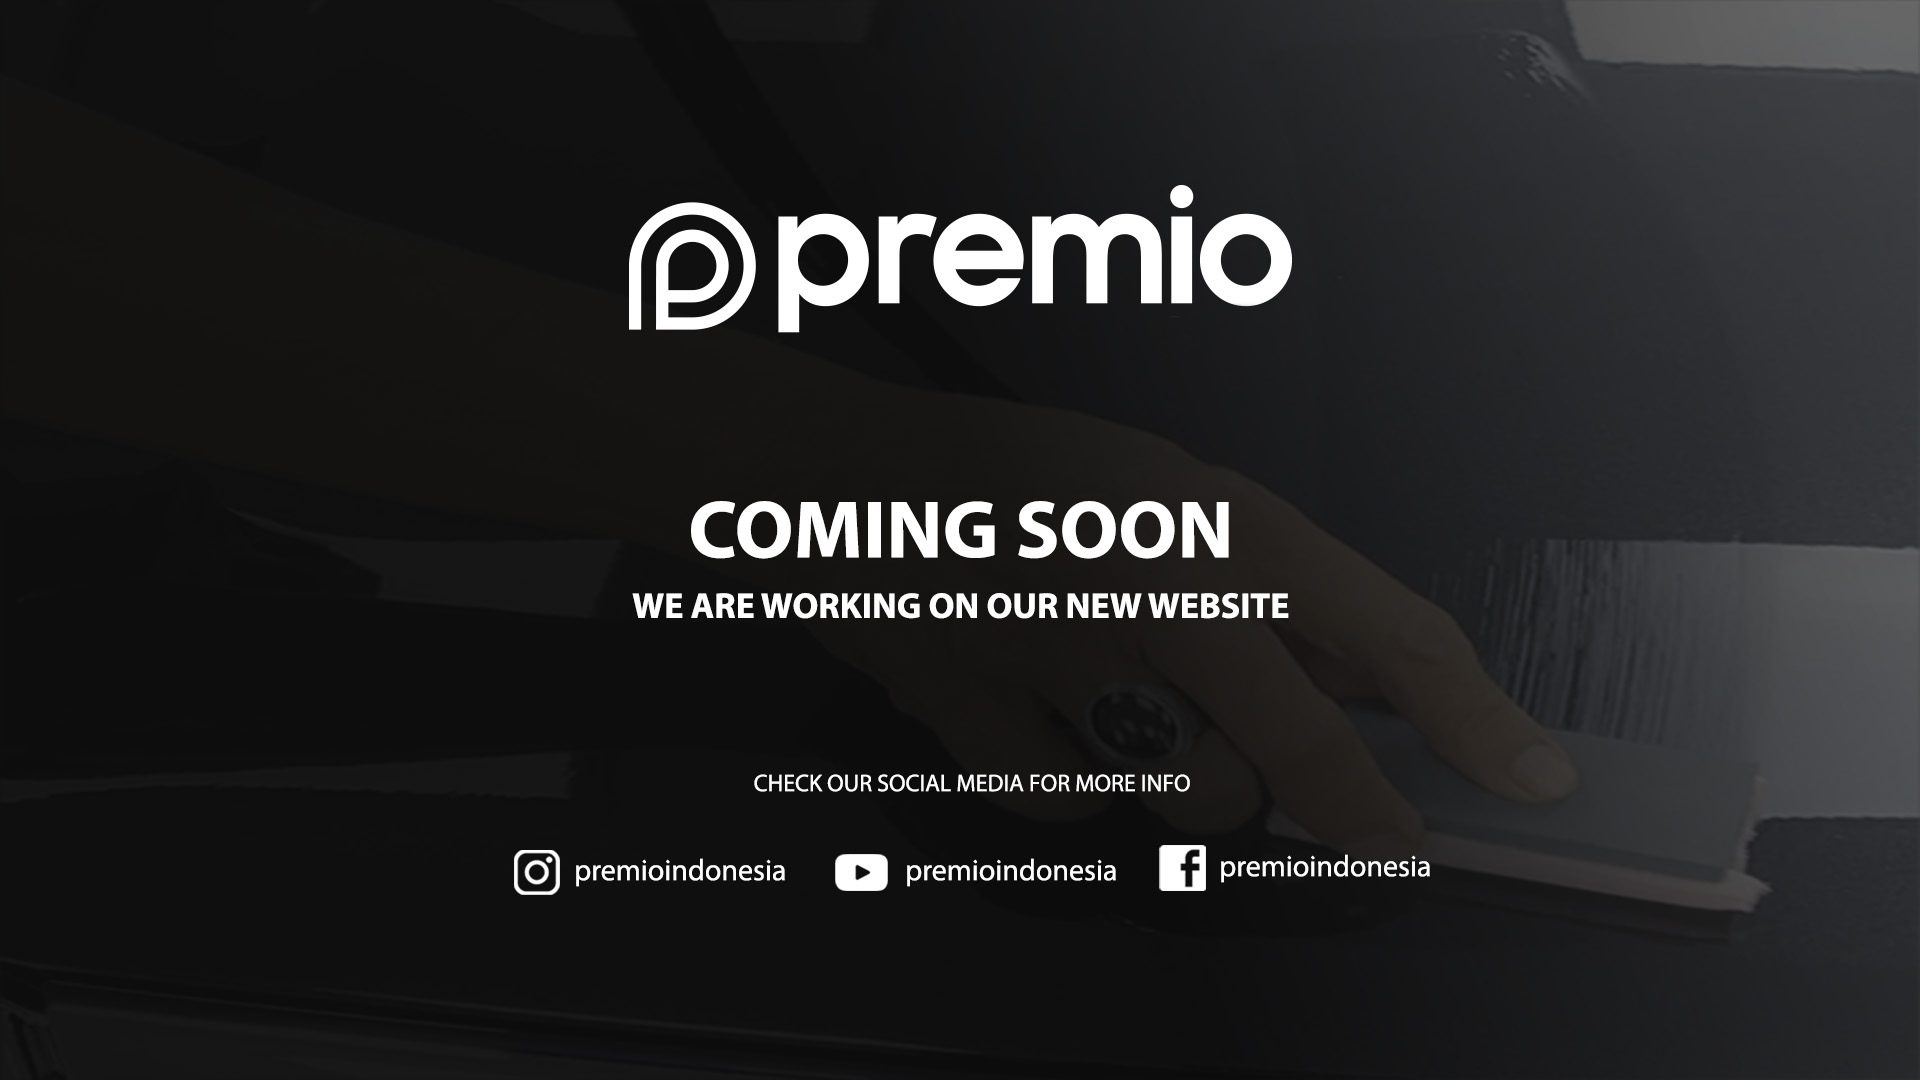 premio
COMING SOON
WE ARE WORKING ON OUR NEW WEBSITE
CHECK OUR SOCIAL MEDIA FOR MORE INFO
premioindonesia premioindonesia premioindonesia